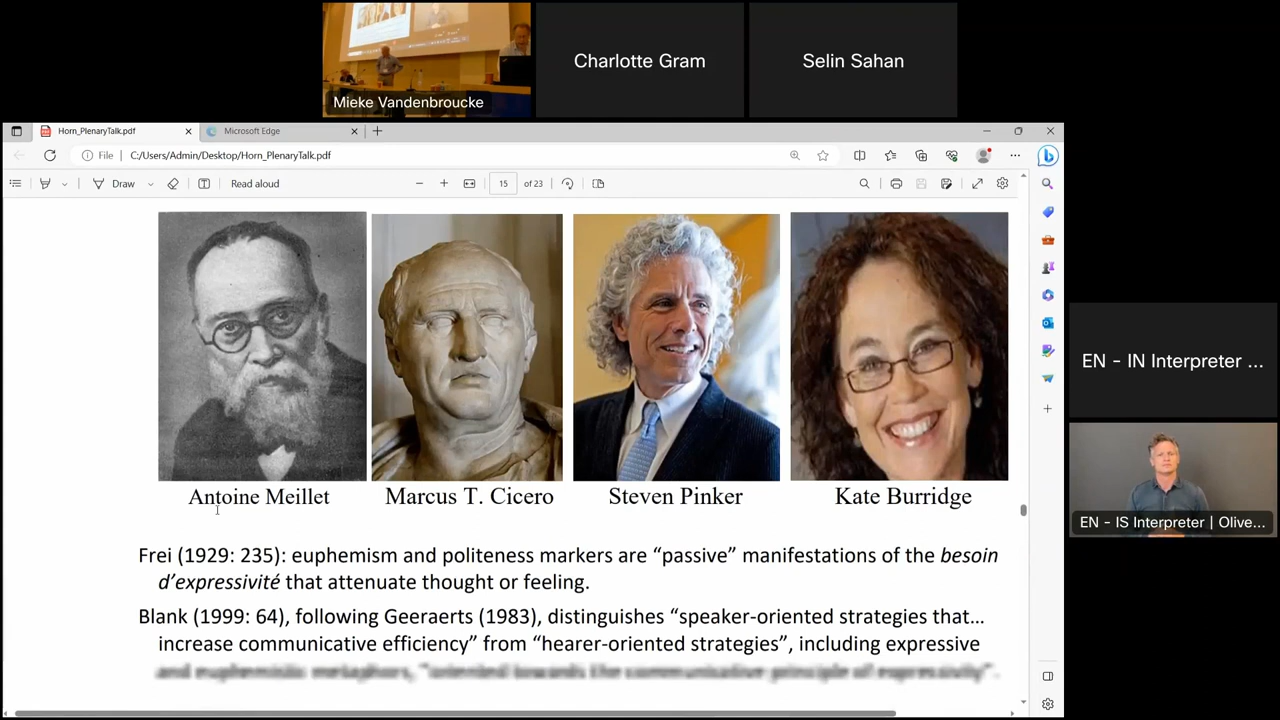 Mieke Vandenbroucke
Charlotte Gram
Selin Sahan
Horn_PlenaryTalk.pdf
Microsoft Edge
File
C:/Users/Admin/Desktop/Horn_PlenaryTalk.pdf
Draw
Read aloud
15 of 23
Antoine Meillet
Marcus T. Cicero
Steven Pinker
Kate Burridge
Frei (1929: 235): euphemism and politeness markers are “passive” manifestations of the besoin
d’expressivité that attenuate thought or feeling.
Blank (1999: 64), following Geeraerts (1983), distinguishes “speaker-oriented strategies that...
increase communicative efficiency” from “hearer-oriented strategies”, including expressive
EN - IN Interpreter ...
EN - IS Interpreter | Olive...